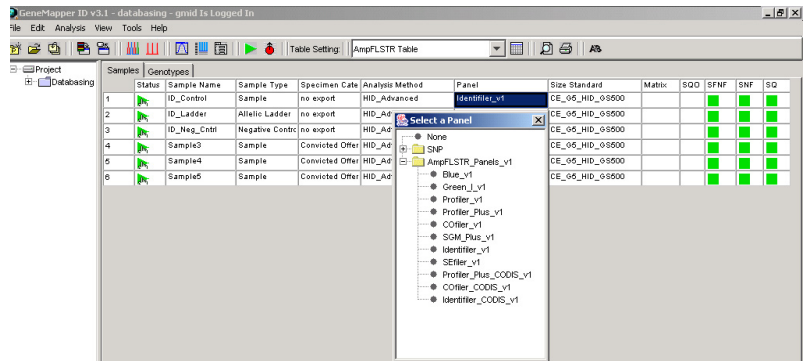 GeneMapper ID v3.1 - databasing - gmid Is Logged In
File Edit Analysis View Tools Help
Table Setting: AmpFLSTR Table
Project
Databasing
Samples Genotypes
Status Sample Name Sample Type Specimen Cate Analysis Method Panel Size Standard Matrix SQO SFNF SNF SQ
1 ID_Control Sample no export HID_Advanced Identifiler_v1 CE_G5_HID_GS500
2 ID_Ladder Allelic Ladder no export HID_Ad CE_G5_HID_GS500
3 ID_Neg_Cntrl Negative Contrc no export HID_Ad CE_G5_HID_GS500
4 Sample3 Sample Convicted Offer HID_Ad CE_G5_HID_GS500
5 Sample4 Sample Convicted Offer HID_Ad CE_G5_HID_GS500
6 Sample5 Sample Convicted Offer HID_Ad CE_G5_HID_GS500
Select a Panel
None
SNP
AmpFLSTR_Panels_v1
Blue_v1
Green_I_v1
Profiler_v1
Profiler_Plus_v1
COfiler_v1
SGM_Plus_v1
Identifiler_v1
SEfiler_v1
Profiler_Plus_CODIS_v1
COfiler_CODIS_v1
Identifiler_CODIS_v1